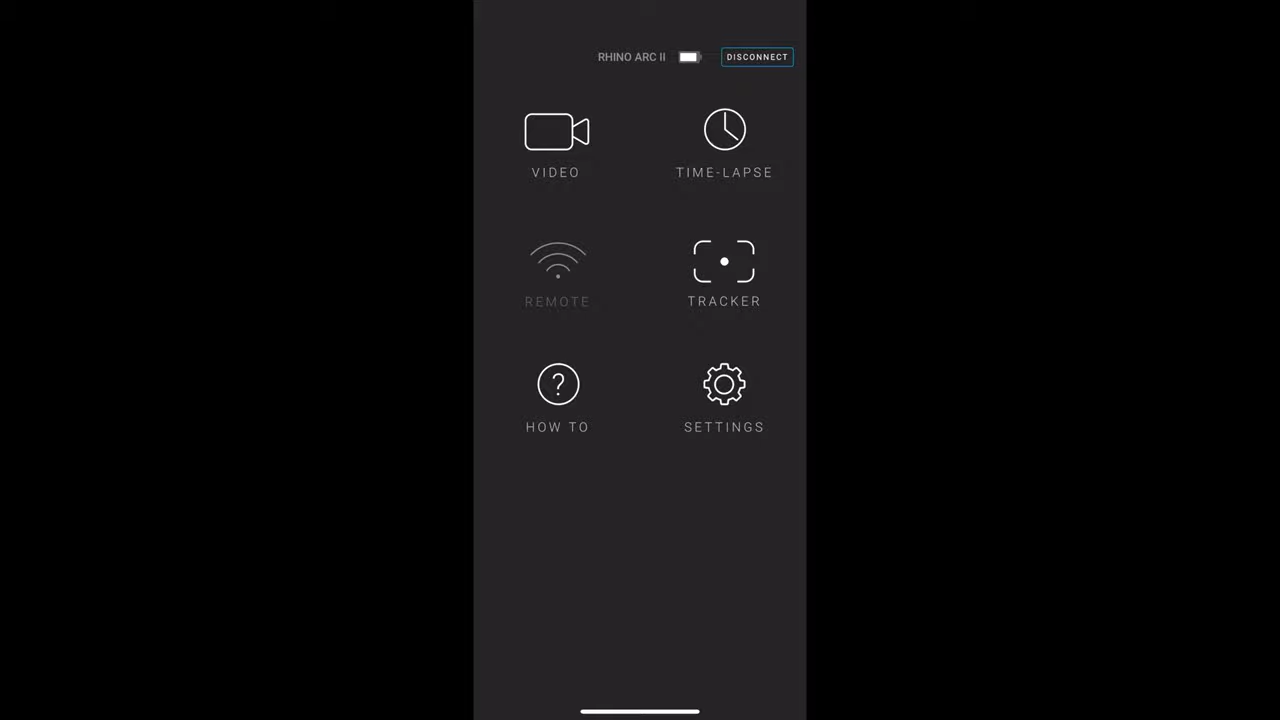 RHINO ARC II
DISCONNECT
VIDEO
TIME-LAPSE
REMOTE
TRACKER
?
HOW TO
SETTINGS